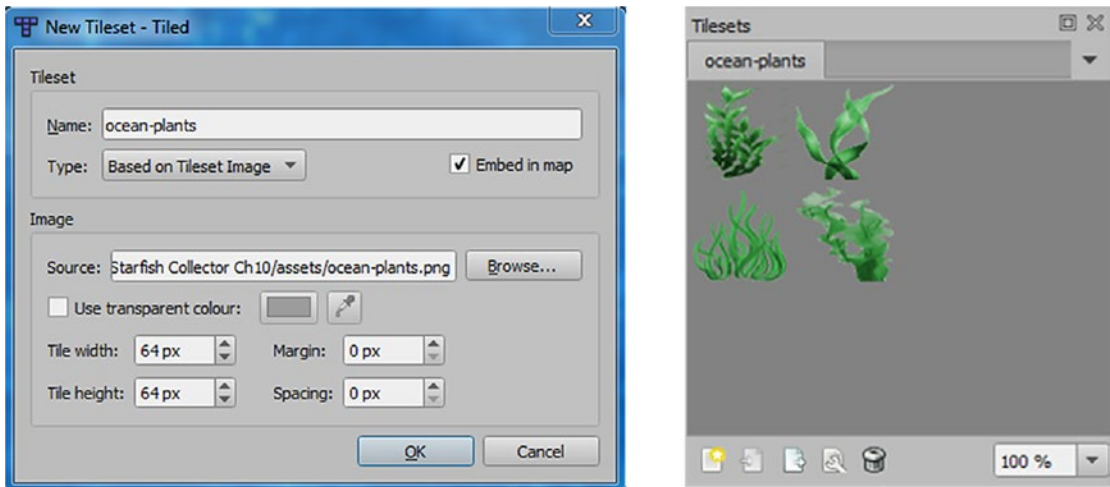 New Tileset - Tiled
Tileset
Name: ocean-plants
Type: Based on Tileset Image Embed in map
Image
Source: Starfish Collector Ch10/assets/ocean-plants.png Browse...
Use transparent colour:
Tile width: 64 px Margin: 0 px
Tile height: 64 px Spacing: 0 px
OK Cancel
Tilesets
ocean-plants
100 %